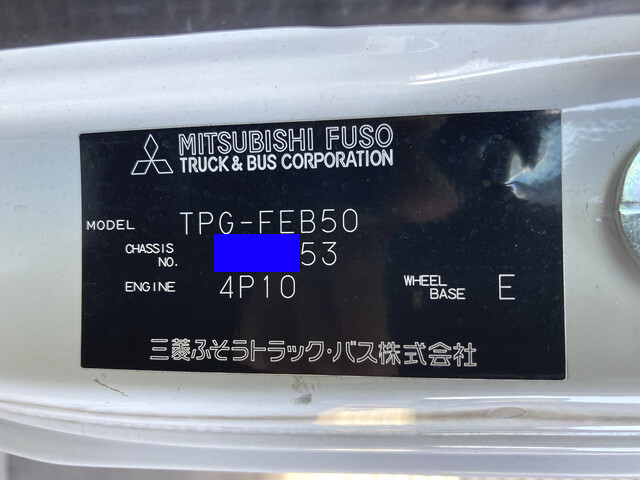 MITSUBISHI FUSO
TRUCK & BUS CORPORATION
MODEL TPG-FEB50
CHASSIS NO. 53
ENGINE 4P10 WHEEL BASE E
三菱ふそうトラック・バス株式会社